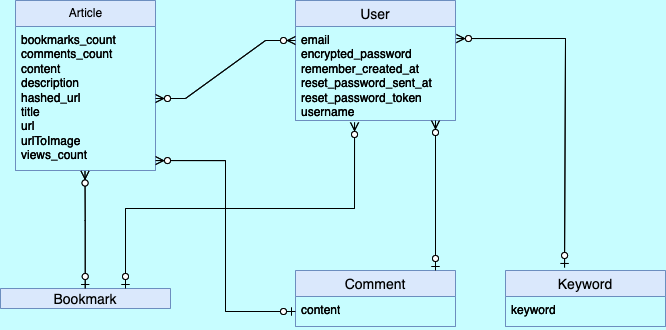 Article
bookmarks_count
comments_count
content
description
hashed_url
title
url
urlToImage
views_count
User
email
encrypted_password
remember_created_at
reset_password_sent_at
reset_password_token
username
Bookmark
Comment
content
Keyword
keyword